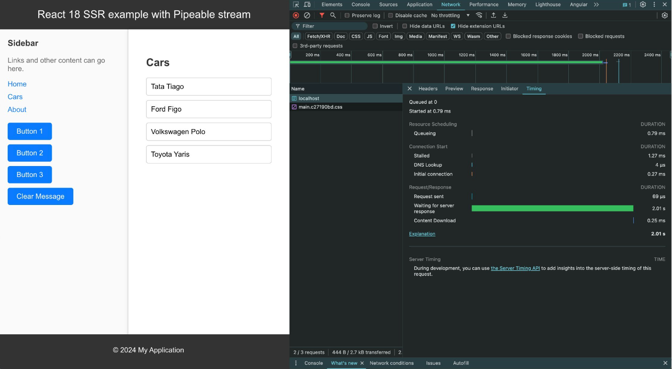 React 18 SSR example with Pipeable stream
Sidebar
Links and other content can go
here.
Home
Cars
About
Button 1
Button 2
Button 3
Clear Message
Cars
Tata Tiago
Ford Figo
Volkswagen Polo
Toyota Yaris
© 2024 My Application
Elements Console Sources Application Network Performance Memory Lighthouse Angular
Preserve log Disable cache No throttling
Filter Invert Hide data URLs Hide extension URLs
All Fetch/XHR Doc CSS JS Font Img Media Manifest WS Wasm Other Blocked response cookies Blocked requests
3rd-party requests
200 ms 400 ms 600 ms 800 ms 1000 ms 1200 ms 1400 ms 1600 ms 1800 ms 2000 ms 2200 ms 2400 ms
Name
localhost
main.c27190bd.css
Headers Preview Response Initiator Timing
Queued at 0
Started at 0.79 ms
Resource Scheduling DURATION
Queueing 0.79 ms
Connection Start DURATION
Stalled 1.27 ms
DNS Lookup 4 µs
Initial connection 0.27 ms
Request/Response DURATION
Request sent 69 µs
Waiting for server
response 2.01 s
Content Download 0.25 ms
Explanation 2.01 s
Server Timing TIME
During development, you can use the Server Timing API to add insights into the server-side timing of this
request.
2 / 3 requests 444 B / 2.7 kB transferred 2.
Console What's new Network conditions Issues Autofill